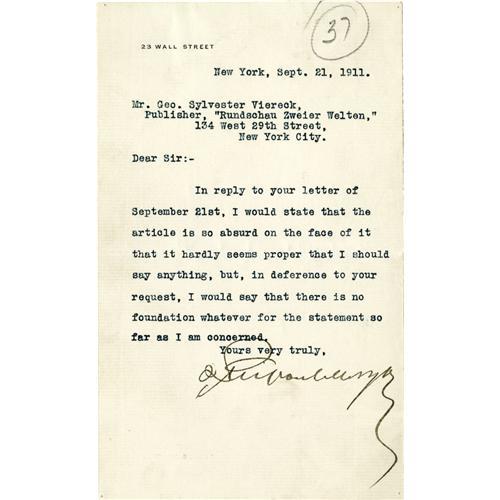 37
23 WALL STREET
New York, Sept. 21, 1911.
Mr. Geo. Sylvester Viereck,
Publisher, "Rundschau Zweier Welten,"
134 West 29th Street,
New York City.
Dear Sir:-
In reply to your letter of
September 21st, I would state that the
article is so absurd on the face of it
that it hardly seems proper that I should
say anything, but, in deference to your
request, I would say that there is no
foundation whatever for the statement so
far as I am concerned.
Yours very truly,